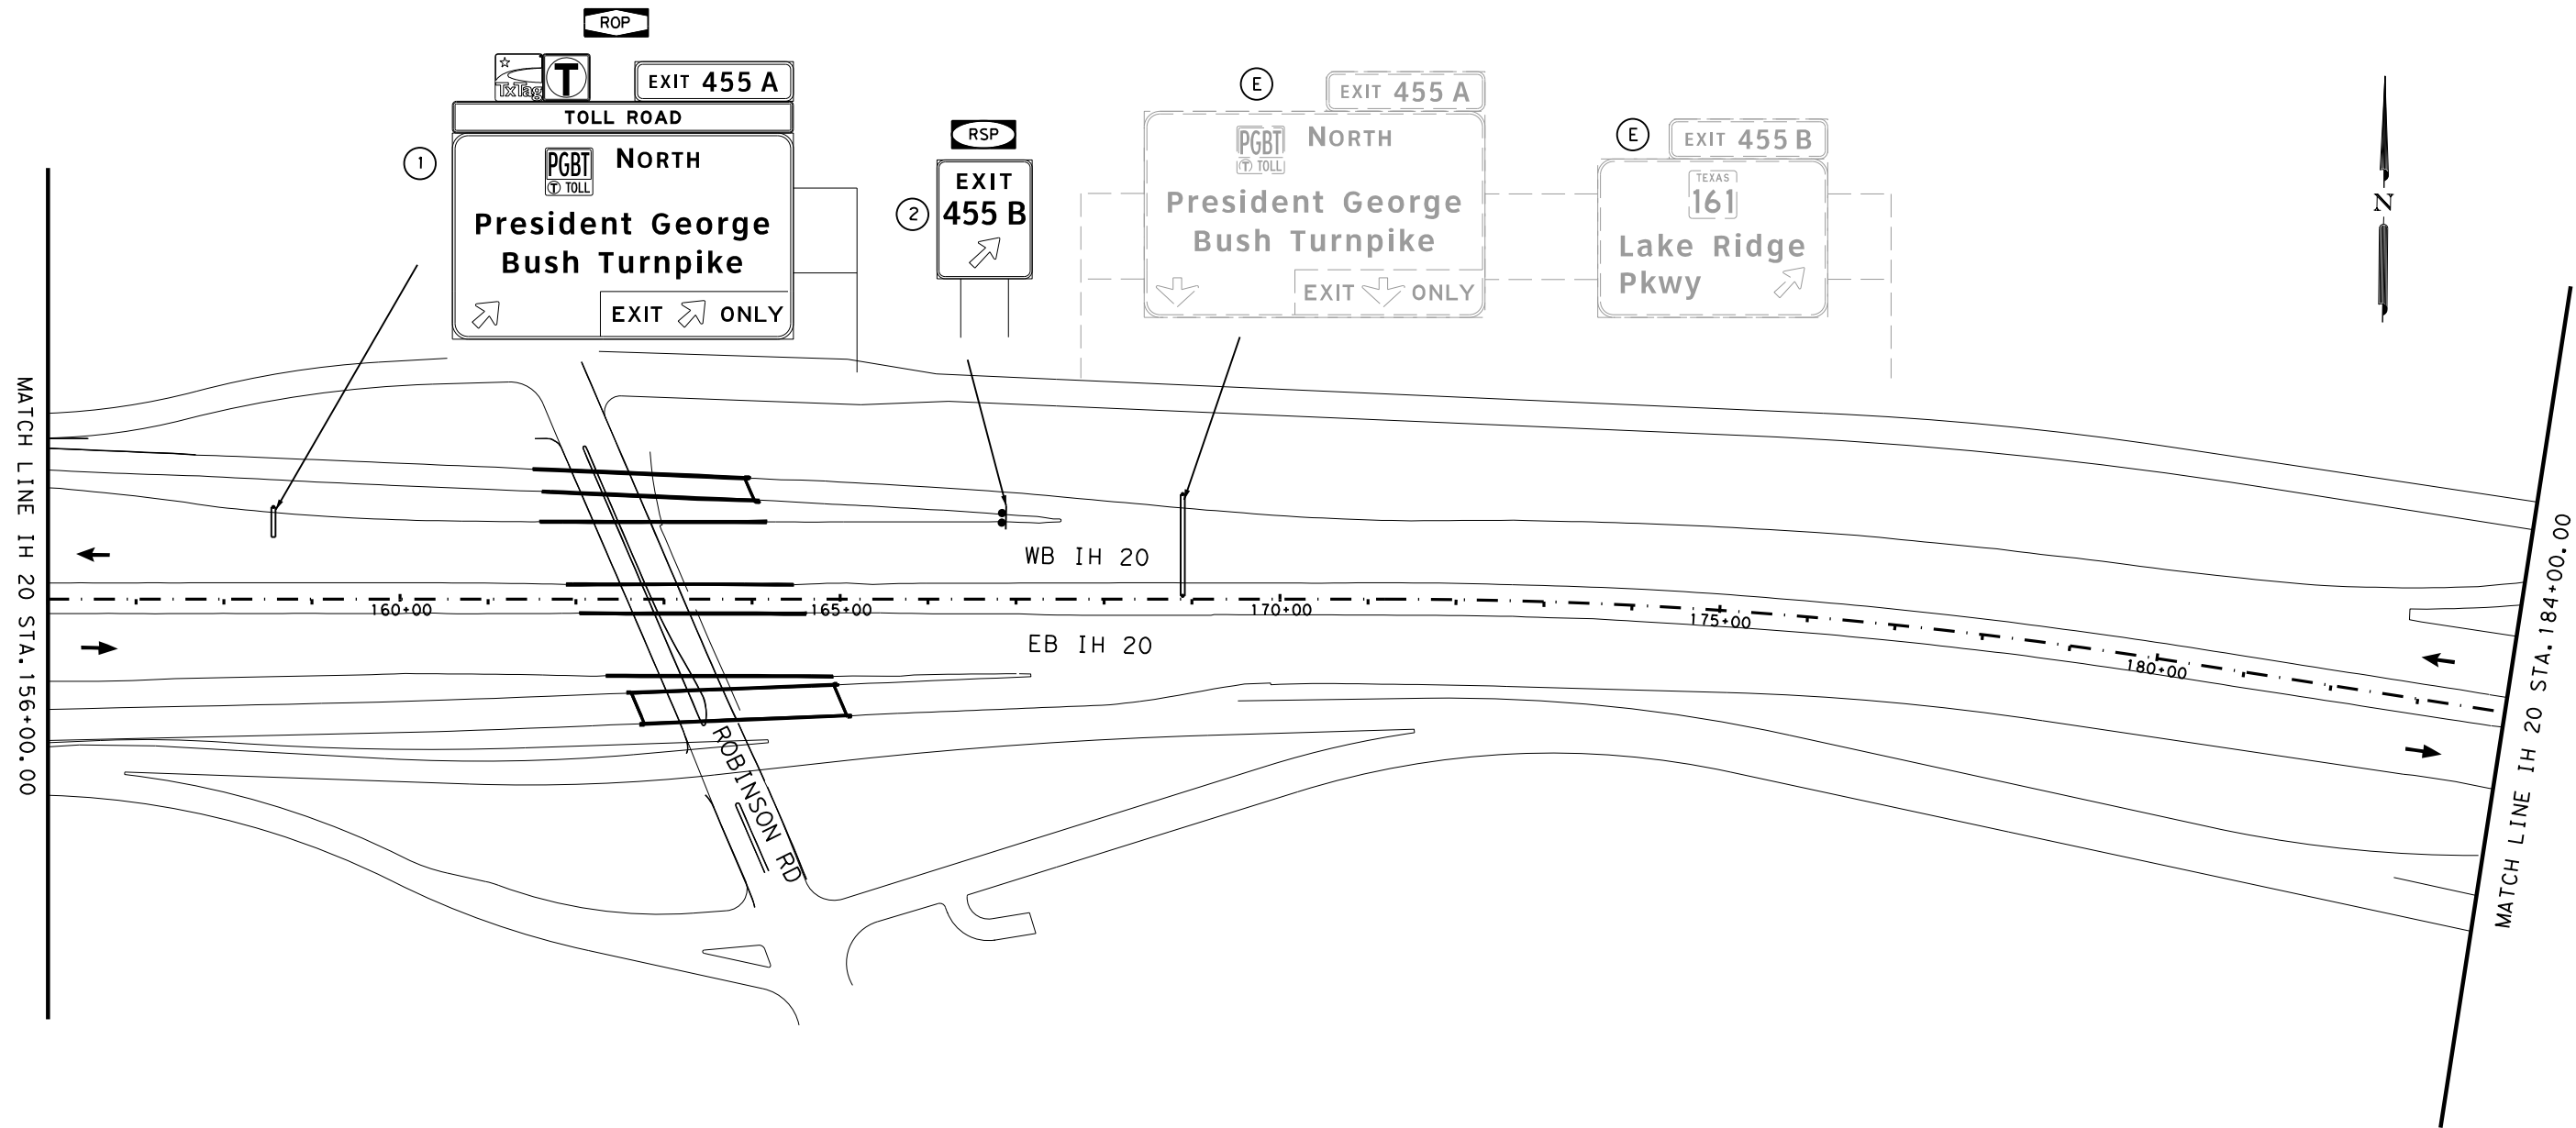 ROP
TxTag
T
EXIT 455 A
TOLL ROAD
1
PGBT
T TOLL
NORTH
President George
Bush Turnpike
EXIT ONLY
RSP
2
EXIT
455 B
E
EXIT 455 A
PGBT
T TOLL
NORTH
President George
Bush Turnpike
EXIT ONLY
E
EXIT 455 B
TEXAS
161
Lake Ridge
Pkwy
N
MATCH LINE IH 20 STA.156+00.00
WB IH 20
160+00
165+00
170+00
175+00
180+00
EB IH 20
ROBINSON RD
MATCH LINE IH 20 STA.184+00.00